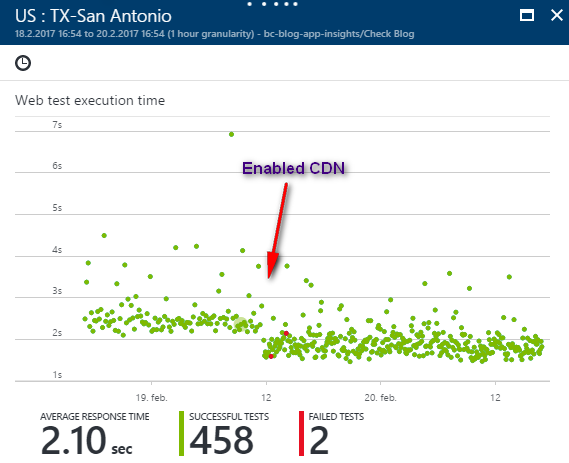 US : TX-San Antonio
18.2.2017 16:54 to 20.2.2017 16:54 (1 hour granularity) - bc-blog-app-insights/Check Blog
Web test execution time
7s
6s
Enabled CDN
5s
4s
3s
2s
1s
19. feb. 12 20. feb. 12
AVERAGE RESPONSE TIME SUCCESSFUL TESTS FAILED TESTS
2.10 sec 458 2